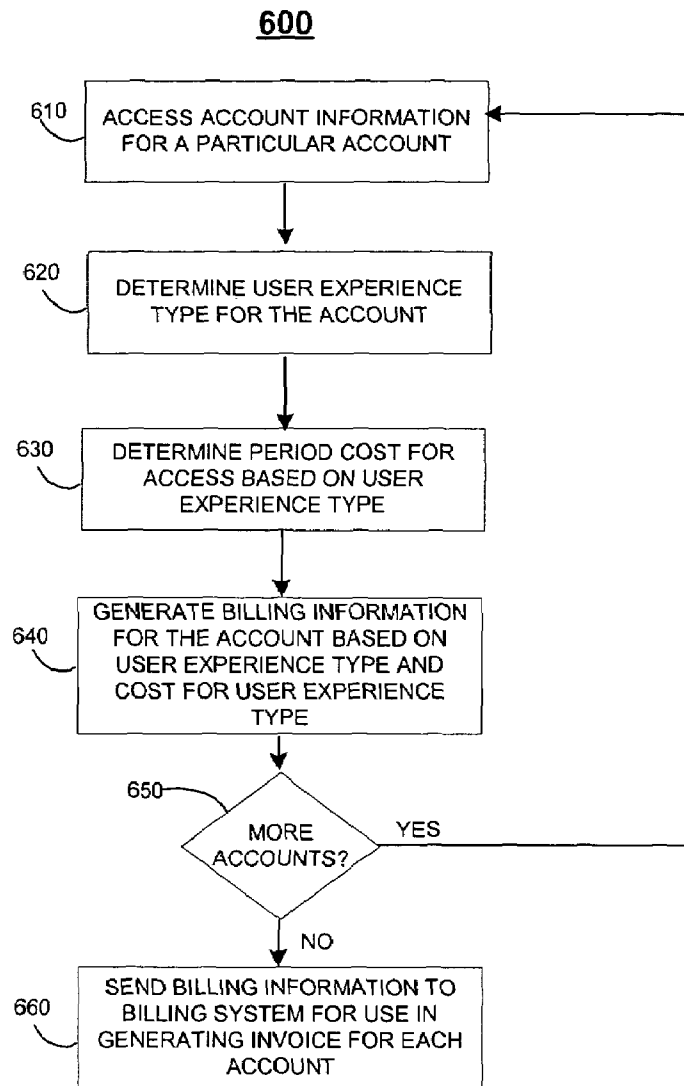 600
610
ACCESS ACCOUNT INFORMATION
FOR A PARTICULAR ACCOUNT
620
DETERMINE USER EXPERIENCE
TYPE FOR THE ACCOUNT
630
DETERMINE PERIOD COST FOR
ACCESS BASED ON USER
EXPERIENCE TYPE
640
GENERATE BILLING INFORMATION
FOR THE ACCOUNT BASED ON
USER EXPERIENCE TYPE AND
COST FOR USER EXPERIENCE
TYPE
650
MORE
ACCOUNTS?
YES
NO
660
SEND BILLING INFORMATION TO
BILLING SYSTEM FOR USE IN
GENERATING INVOICE FOR EACH
ACCOUNT